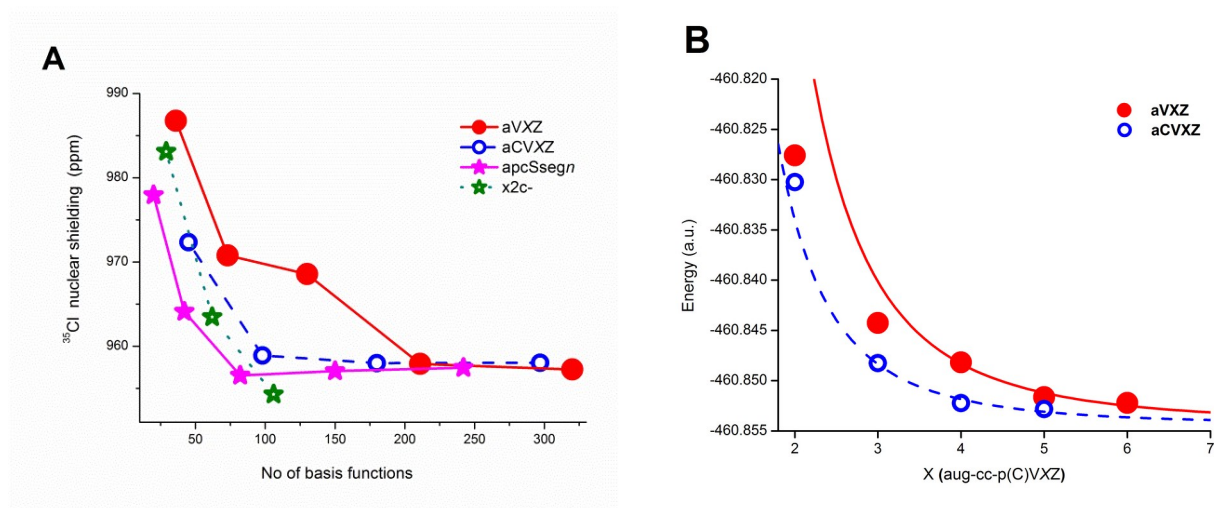 A
990
980
970
960
³⁵Cl nuclear shielding (ppm)
50
100
150
200
250
300
No of basis functions
aVXZ
aCVXZ
apcSsegn
x2c-
B
-460.820
-460.825
-460.830
-460.835
-460.840
-460.845
-460.850
-460.855
Energy (a.u.)
2
3
4
5
6
7
X (aug-cc-p(C)VXZ)
aVXZ
aCVXZ